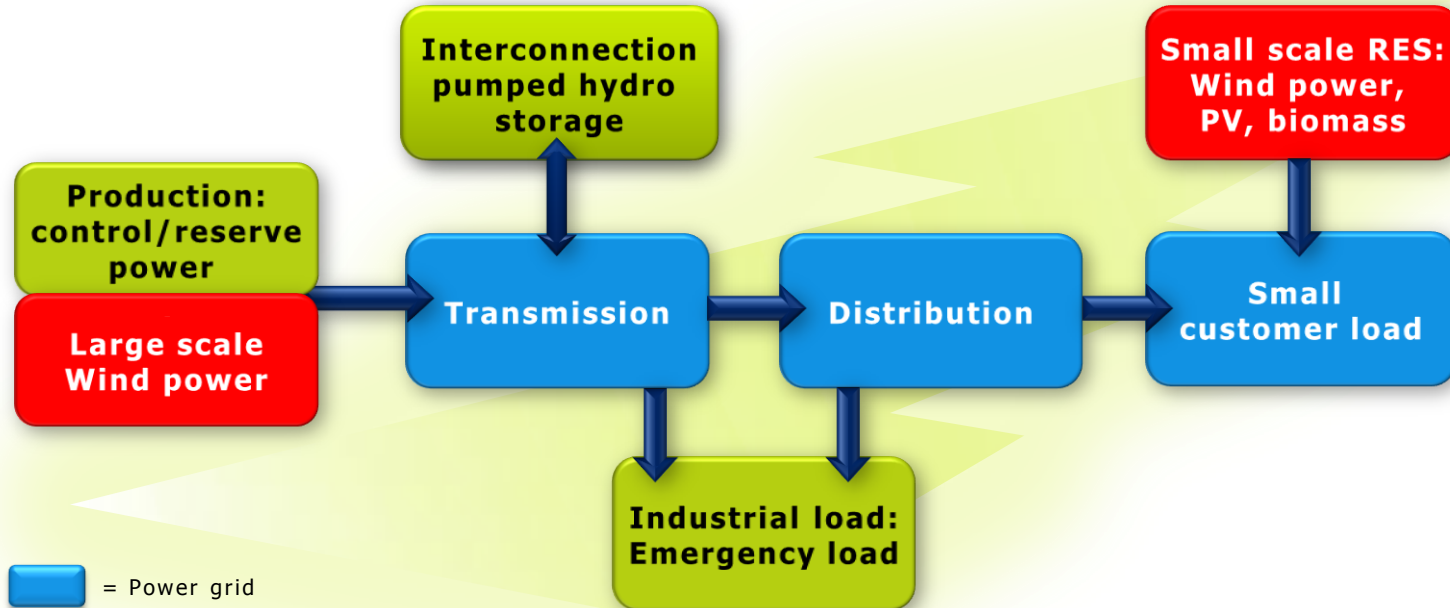 Interconnection
pumped hydro
storage
Small scale RES:
Wind power,
PV, biomass
Production:
control/reserve
power
Large scale
Wind power
Transmission
Distribution
Small
customer load
Industrial load:
Emergency load
= Power grid